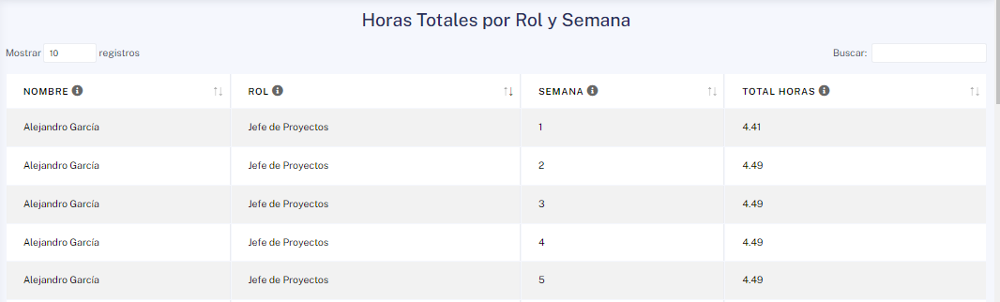 Horas Totales por Rol y Semana
Mostrar 10 registros Buscar:
NOMBRE ROL SEMANA TOTAL HORAS
Alejandro García Jefe de Proyectos 1 4.41
Alejandro García Jefe de Proyectos 2 4.49
Alejandro García Jefe de Proyectos 3 4.49
Alejandro García Jefe de Proyectos 4 4.49
Alejandro García Jefe de Proyectos 5 4.49